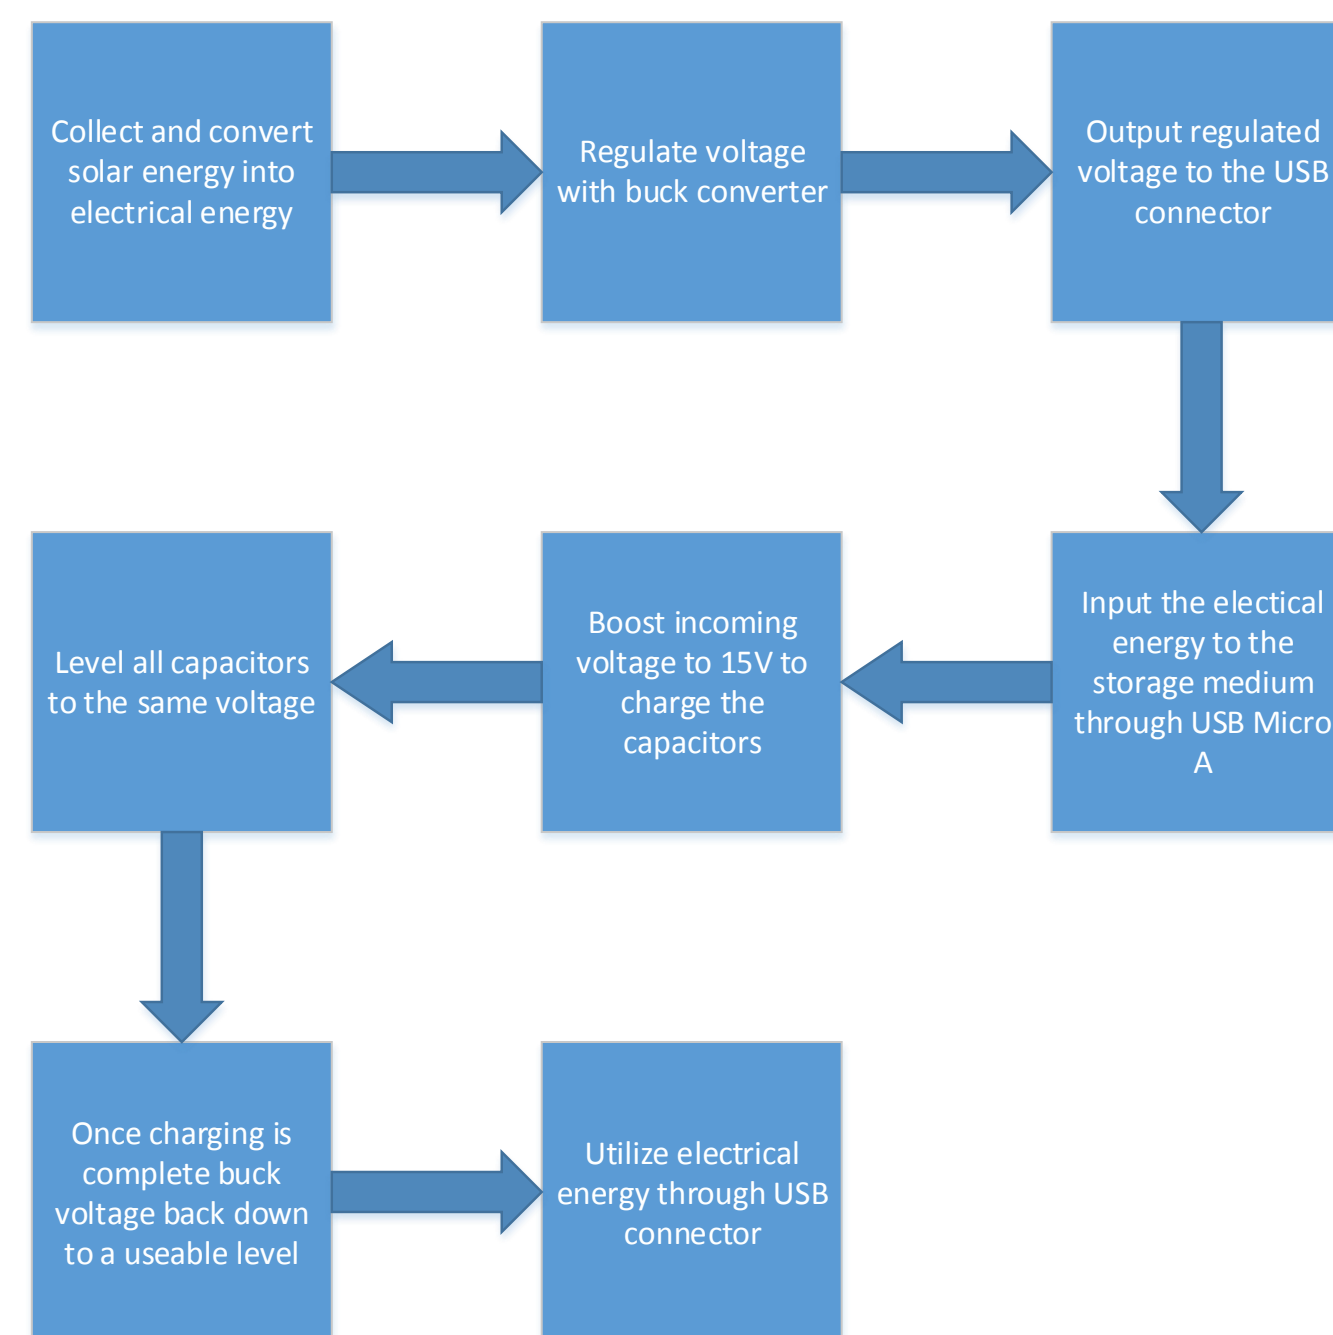 Collect and convert
solar energy into
electrical energy
Regulate voltage
with buck converter
Output regulated
voltage to the USB
connector
Input the electical
energy to the
storage medium
through USB Micro
A
Boost incoming
voltage to 15V to
charge the
capacitors
Level all capacitors
to the same voltage
Once charging is
complete buck
voltage back down
to a useable level
Utilize electrical
energy through USB
connector